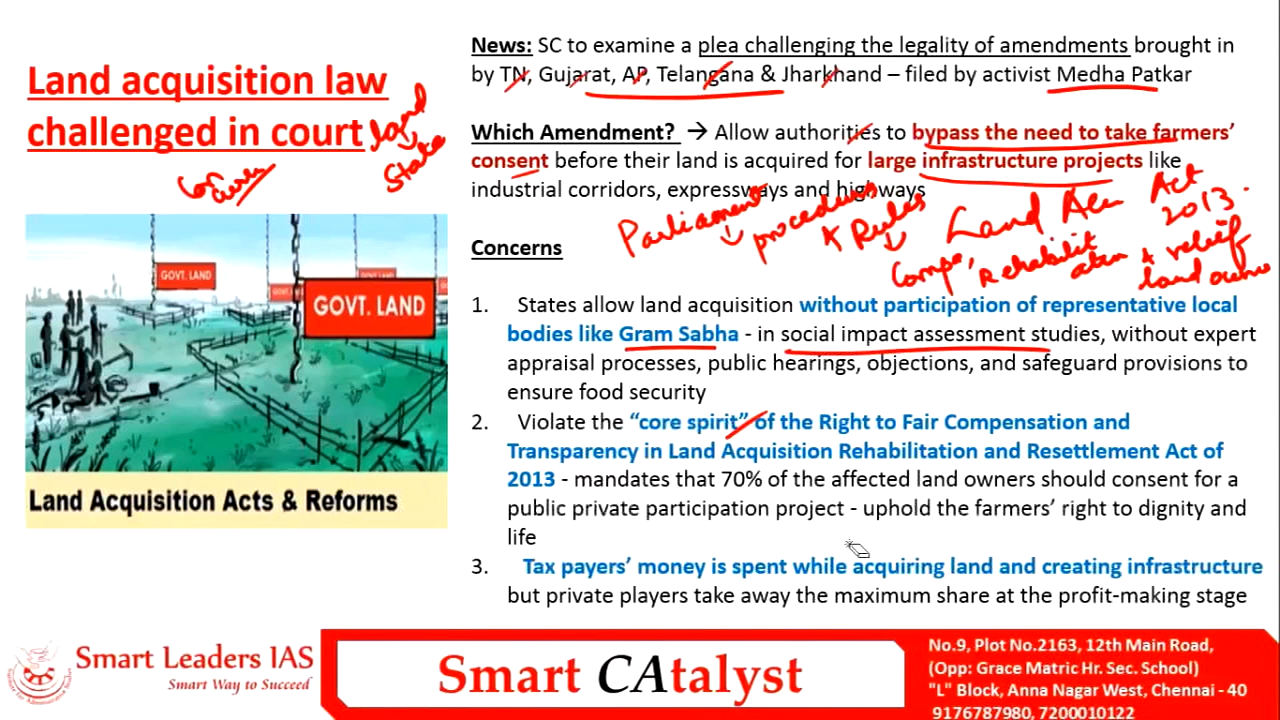 Land acquisition law
challenged in court
land
State
GOVT. LAND
GOVT. LAND
Land Acquisition Acts & Reforms
News: SC to examine a plea challenging the legality of amendments brought in
by TN, Gujarat, AP, Telangana & Jharkhand – filed by activist Medha Patkar
Which Amendment? → Allow authorities to bypass the need to take farmers'
consent before their land is acquired for large infrastructure projects like
industrial corridors, expressways and highways
Parliament
procedures
& Rules
Land Acn Act
2013.
Compn,
Rehabilit
ation & relief
land owners
Concerns
1. States allow land acquisition without participation of representative local
bodies like Gram Sabha - in social impact assessment studies, without expert
appraisal processes, public hearings, objections, and safeguard provisions to
ensure food security
2. Violate the “core spirit” of the Right to Fair Compensation and
Transparency in Land Acquisition Rehabilitation and Resettlement Act of
2013 - mandates that 70% of the affected land owners should consent for a
public private participation project - uphold the farmers' right to dignity and
life
3. Tax payers' money is spent while acquiring land and creating infrastructure
but private players take away the maximum share at the profit-making stage
Smart Leaders IAS
Smart Way to Succeed
Smart CAtalyst
No.9, Plot No.2163, 12th Main Road,
(Opp: Grace Matric Hr. Sec. School)
"L" Block, Anna Nagar West, Chennai - 40
9176787980, 7200010122